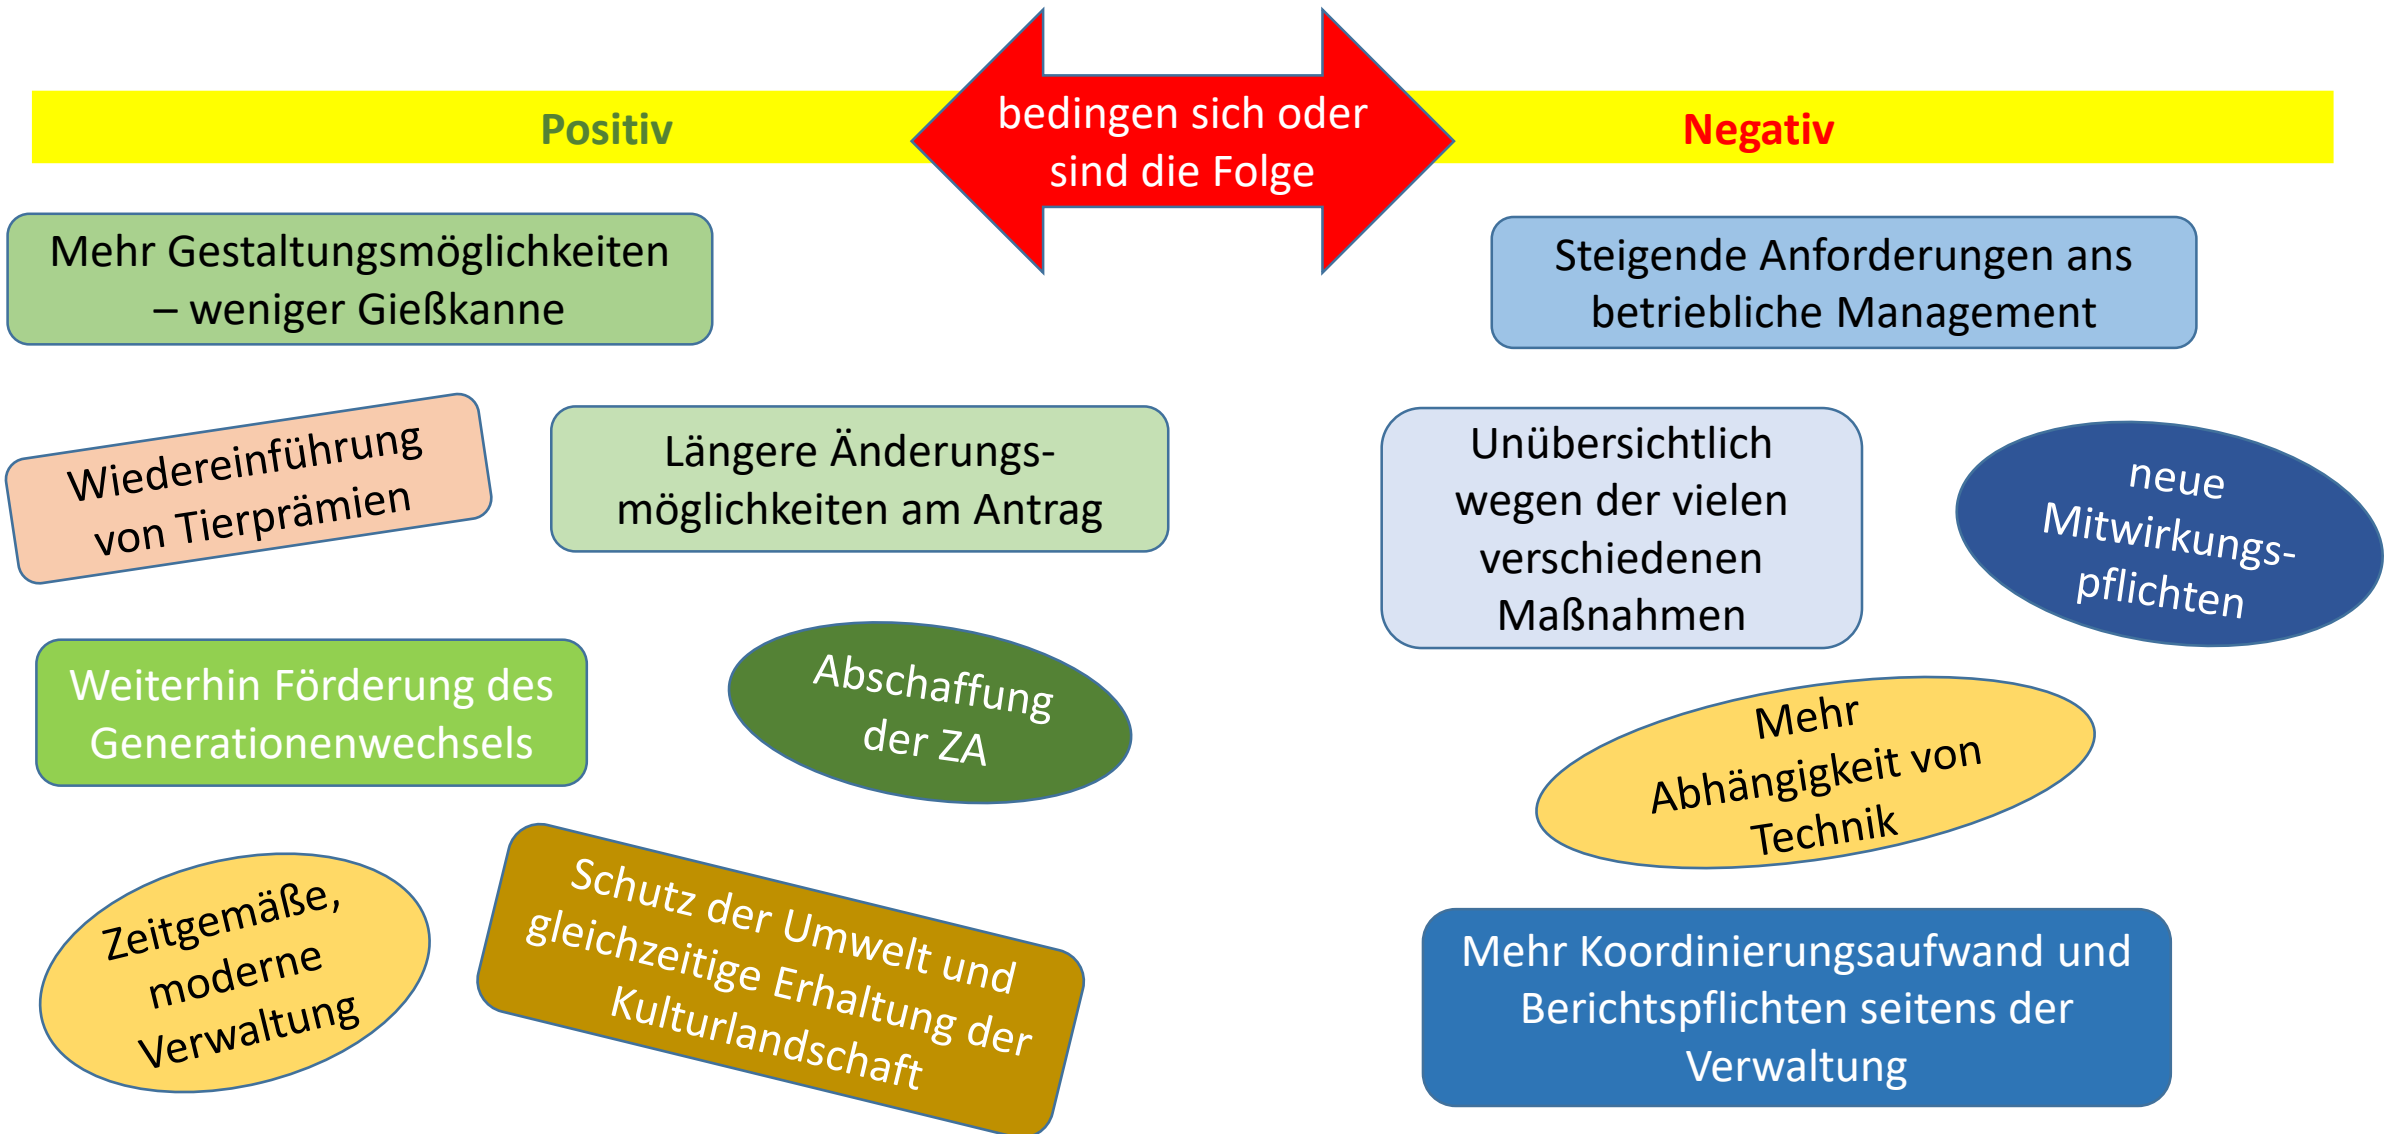 Positiv
bedingen sich oder
sind die Folge
Negativ
Mehr Gestaltungsmöglichkeiten
– weniger Gießkanne
Wiedereinführung
von Tierprämien
Längere Änderungs-
möglichkeiten am Antrag
Weiterhin Förderung des
Generationenwechsels
Abschaffung
der ZA
Zeitgemäße,
moderne
Verwaltung
Schutz der Umwelt und
gleichzeitige Erhaltung der
Kulturlandschaft
Steigende Anforderungen ans
betriebliche Management
Unübersichtlich
wegen der vielen
verschiedenen
Maßnahmen
neue
Mitwirkungs-
pflichten
Mehr
Abhängigkeit von
Technik
Mehr Koordinierungsaufwand und
Berichtspflichten seitens der
Verwaltung